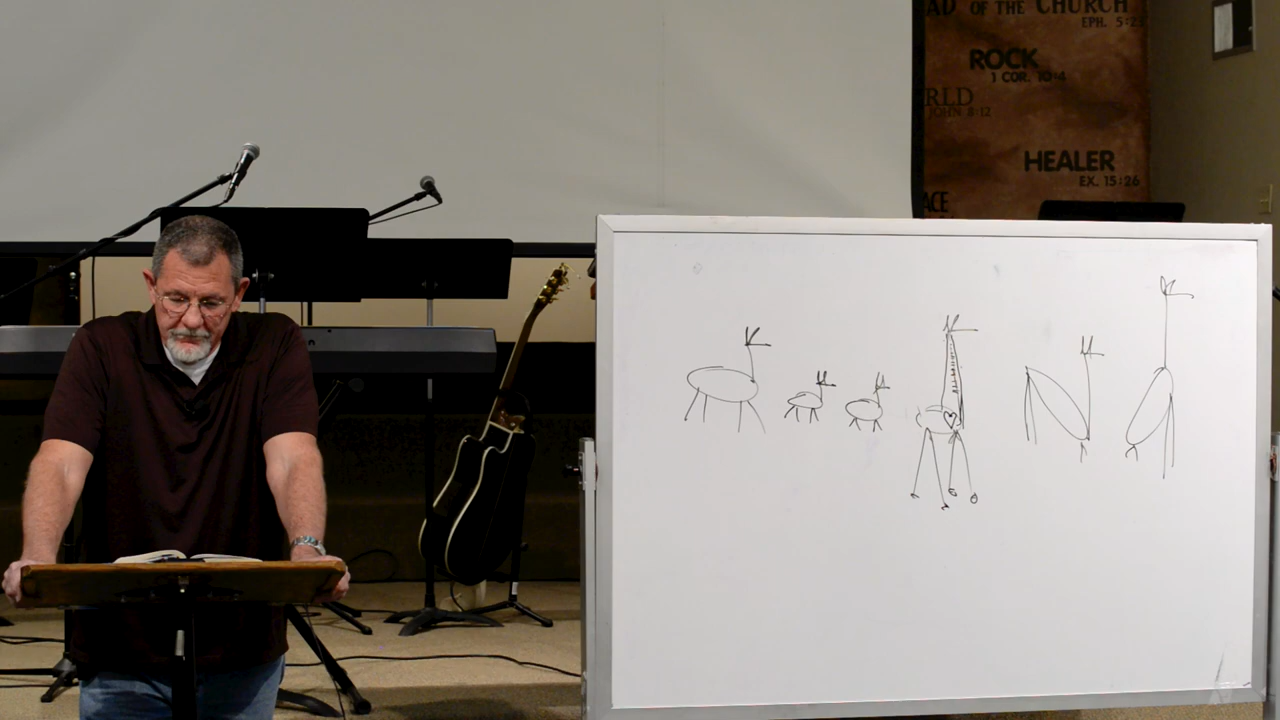 AD OF THE CHURCH
EPH. 5:23
ROCK
1 COR. 10:4
RLD
JOHN 8:12
HEALER
EX. 15:26
ACE